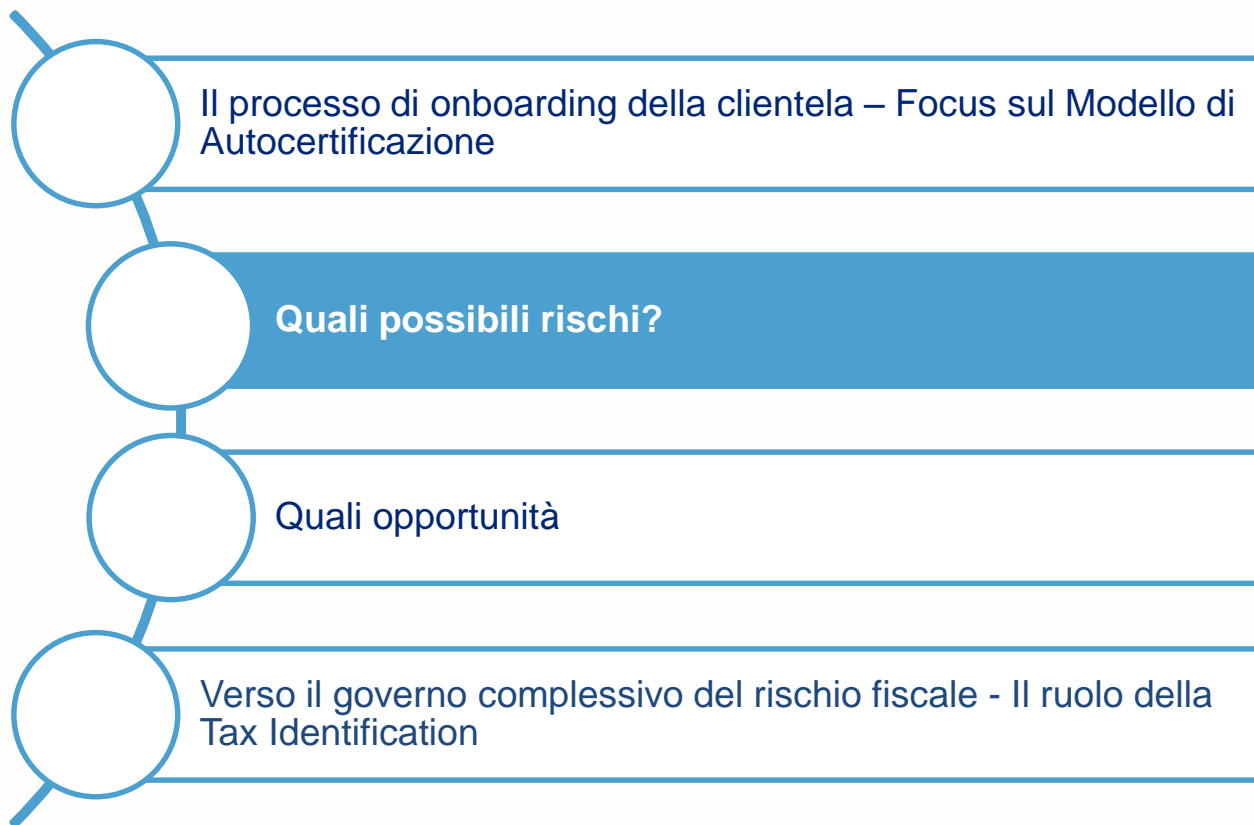 Il processo di onboarding della clientela – Focus sul Modello di
Autocertificazione
Quali possibili rischi?
Quali opportunità
Verso il governo complessivo del rischio fiscale - Il ruolo della
Tax Identification